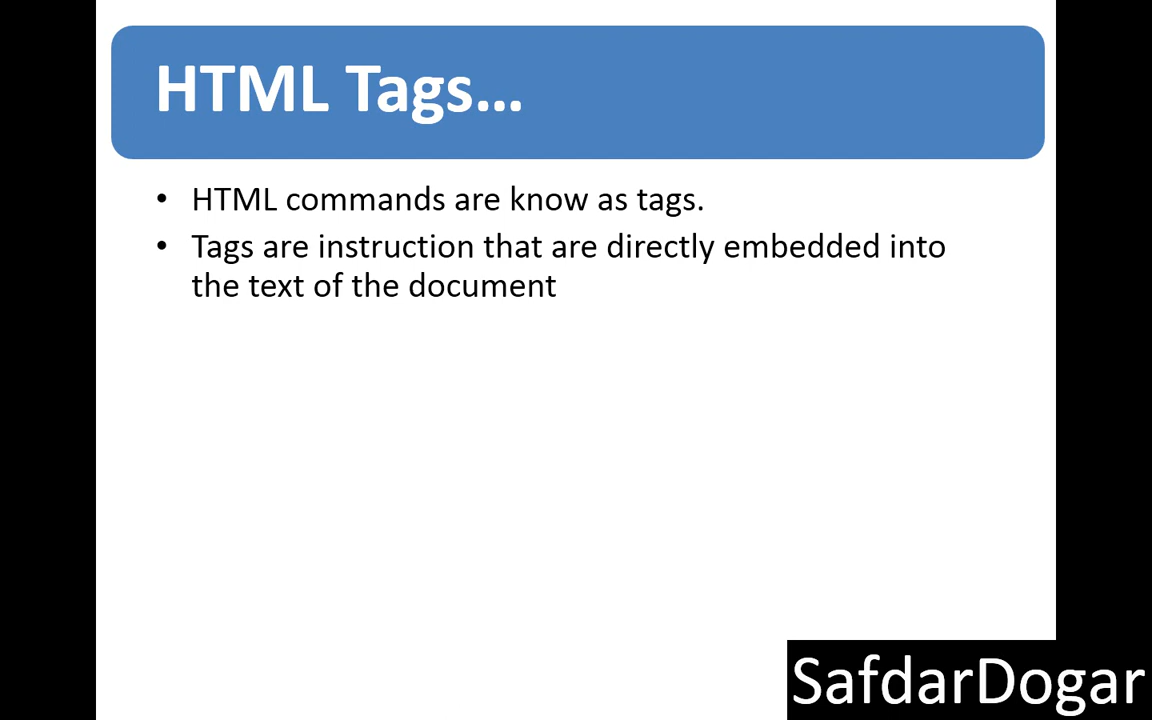 HTML Tags...
• HTML commands are know as tags.
• Tags are instruction that are directly embedded into
the text of the document
SafdarDogar